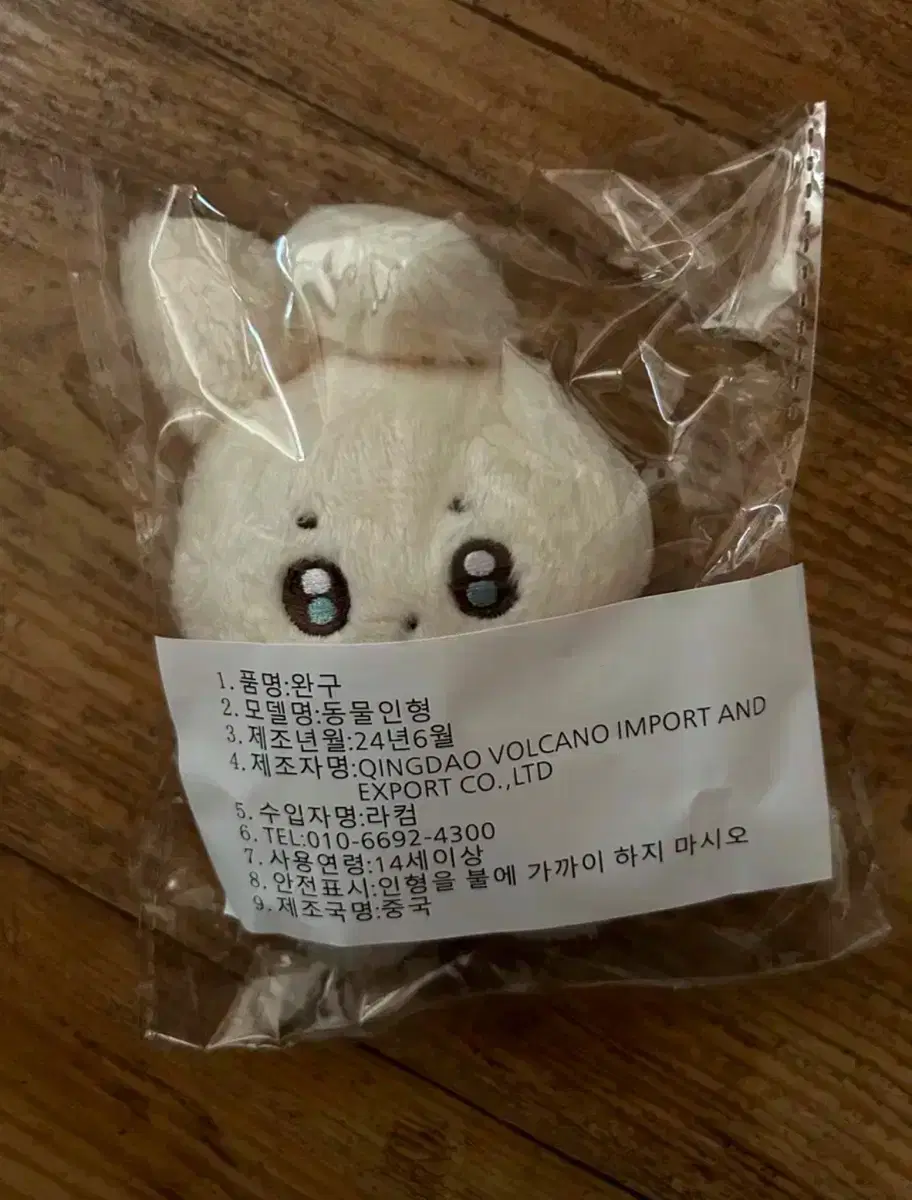 1. 품명:완구
2. 모델명:동물인형
3. 제조년월:24년6월
4. 제조자명:QINGDAO VOLCANO IMPORT AND
EXPORT CO.,LTD
5. 수입자명:라컴
6. TEL:010-6692-4300
7. 사용연령:14세이상
8. 안전표시:인형을 불에 가까이 하지 마시오
9. 제조국명:중국